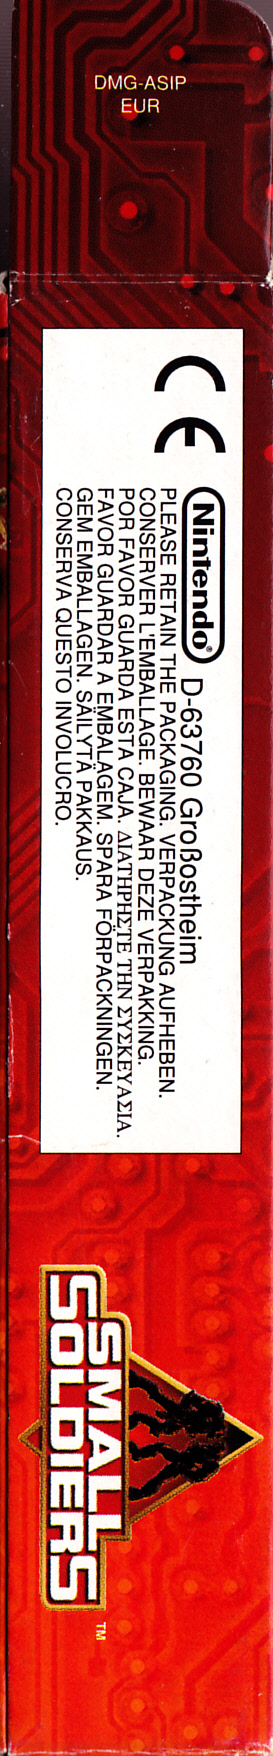 DMG-ASIP
EUR
CE
Nintendo® D-63760 Großostheim
PLEASE RETAIN THE PACKAGING. VERPACKUNG AUFHEBEN.
CONSERVER L'EMBALLAGE. BEWAAR DEZE VERPAKKING.
POR FAVOR GUARDA ESTA CAJA. ΔΙΑΤΗΡΗΣΤΕ ΤΗΝ ΣΥΣΚΕΥΑΣΙΑ.
FAVOR GUARDAR A EMBALAGEM. SPARA FÖRPACKNINGEN.
GEM EMBALLAGEN. SÄILYTÄ PAKKAUS.
CONSERVA QUESTO INVOLUCRO.
SMALL
SOLDIERS ™